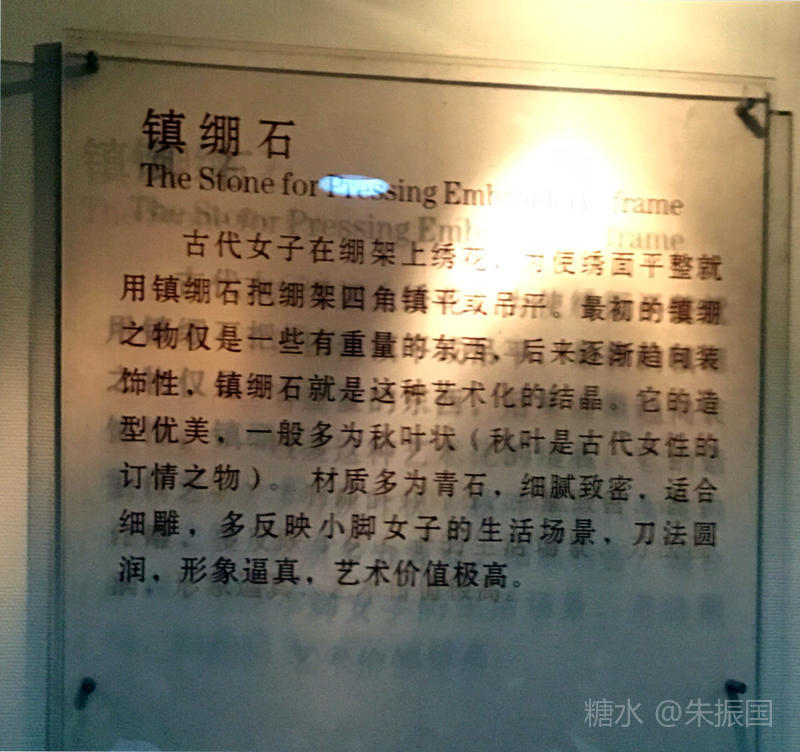 镇绷石
The Stone for Pressing Embroidery frame
古代女子在绷架上绣花，为使绣面平整就
用镇绷石把绷架四角镇平或吊平。最初的镇绷
之物仅是一些有重量的东西，后来逐渐趋向装
饰性，镇绷石就是这种艺术化的结晶。它的造
型优美，一般多为秋叶状（秋叶是古代女性的
订情之物）。材质多为青石，细腻致密，适合
细雕，多反映小脚女子的生活场景，刀法圆
润，形象逼真，艺术价值极高。
糖水 @朱振国